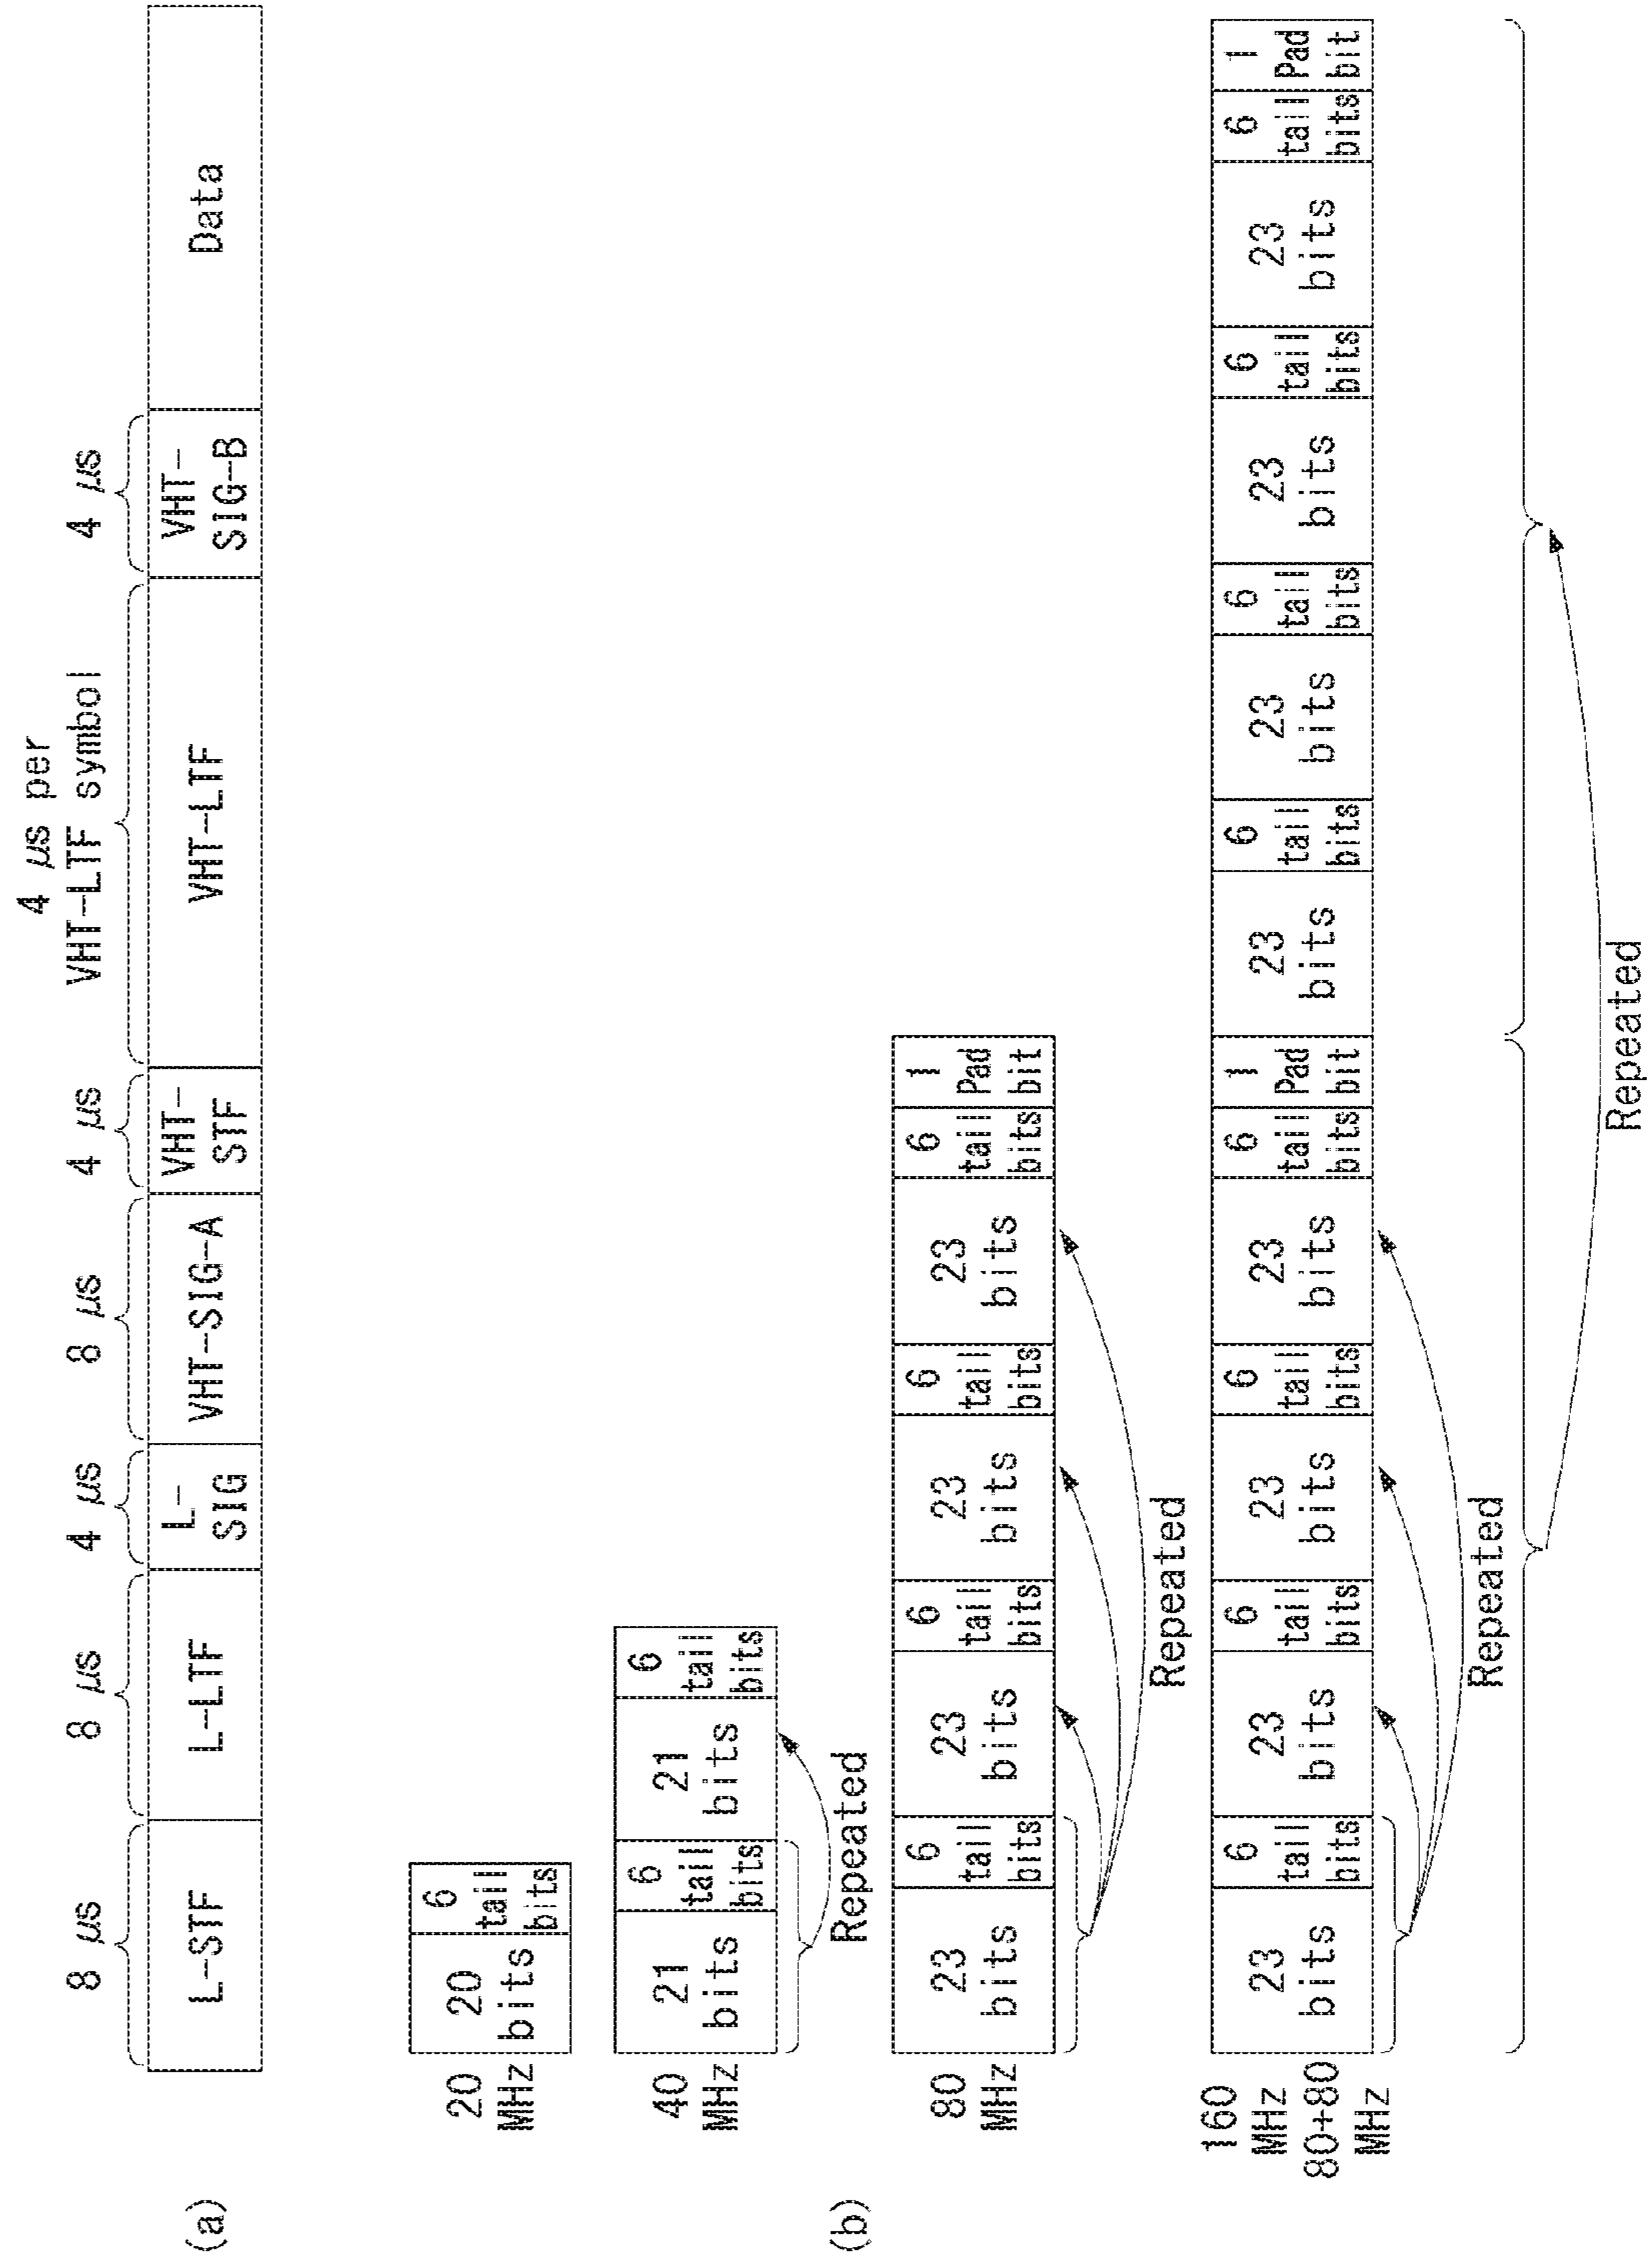 (a)
8 μs
8 μs
4 μs
8 μs
4 μs
4 μs per
VHT-LTF symbol
4 μs
L-STF
L-LTF
L-
SIG
VHT-SIG-A
VHT-
STF
VHT-LTF
VHT-
SIG-B
Data
(b)
20
MHz
20
bits
6
tail
bits
40
MHz
21
bits
6
tail
bits
21
bits
6
tail
bits
Repeated
80
MHz
23
bits
6
tail
bits
23
bits
6
tail
bits
23
bits
6
tail
bits
23
bits
6
tail
bits
1
Pad
bit
Repeated
160
MHz
80+80
MHz
23
bits
6
tail
bits
23
bits
6
tail
bits
23
bits
6
tail
bits
23
bits
6
tail
bits
1
Pad
bit
23
bits
6
tail
bits
23
bits
6
tail
bits
23
bits
6
tail
bits
23
bits
6
tail
bits
1
Pad
bit
Repeated
Repeated